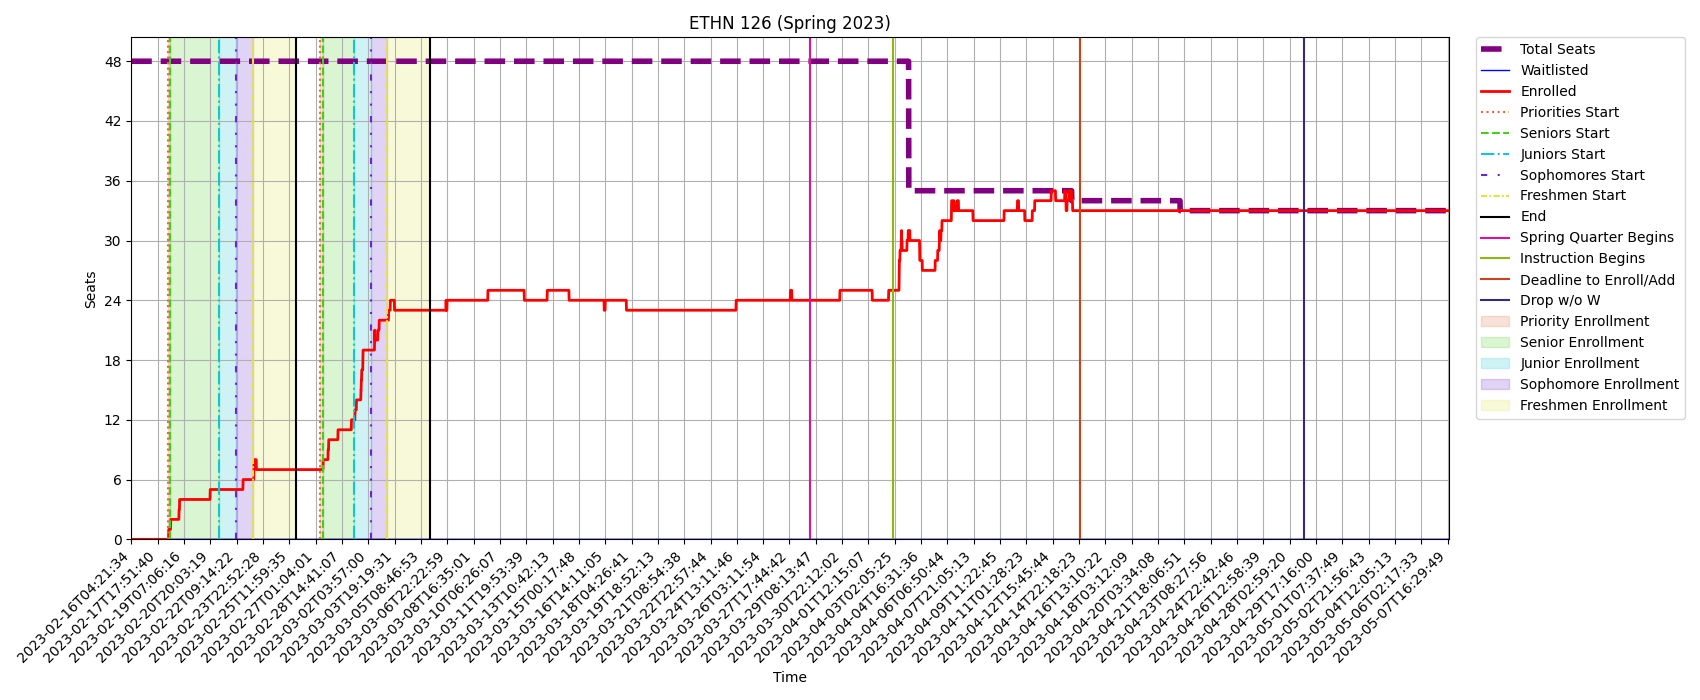 ETHN 126 (Spring 2023)
Total Seats
Waitlisted
Enrolled
Priorities Start
Seniors Start
Juniors Start
Sophomores Start
Freshmen Start
End
Spring Quarter Begins
Instruction Begins
Deadline to Enroll/Add
Drop w/o W
Priority Enrollment
Senior Enrollment
Junior Enrollment
Sophomore Enrollment
Freshmen Enrollment
Seats
48
42
36
30
24
18
12
6
0
2023-02-16T04:21:34
2023-02-17T17:51:40
2023-02-19T07:06:16
2023-02-20T20:03:19
2023-02-22T09:14:22
2023-02-23T22:52:28
2023-02-25T11:59:35
2023-02-27T01:04:01
2023-02-28T14:41:07
2023-03-02T03:57:00
2023-03-03T19:19:31
2023-03-05T08:46:53
2023-03-06T22:22:59
2023-03-08T16:35:01
2023-03-10T06:26:07
2023-03-11T19:53:39
2023-03-13T10:42:13
2023-03-15T00:17:48
2023-03-16T14:11:05
2023-03-18T04:26:41
2023-03-19T18:52:13
2023-03-21T08:54:38
2023-03-22T22:57:44
2023-03-24T13:11:46
2023-03-26T03:11:54
2023-03-27T17:44:42
2023-03-29T08:13:47
2023-03-30T22:12:02
2023-04-01T12:15:07
2023-04-03T02:05:25
2023-04-04T16:31:36
2023-04-06T06:50:44
2023-04-07T21:05:13
2023-04-09T11:22:45
2023-04-11T01:28:23
2023-04-12T15:45:44
2023-04-14T22:18:23
2023-04-16T13:10:22
2023-04-18T03:12:09
2023-04-20T03:34:08
2023-04-21T18:06:51
2023-04-23T08:27:56
2023-04-24T22:42:46
2023-04-26T12:58:39
2023-04-28T02:59:20
2023-04-29T17:16:00
2023-05-01T07:37:49
2023-05-02T21:56:43
2023-05-04T12:05:13
2023-05-06T02:17:33
2023-05-07T16:29:49
Time